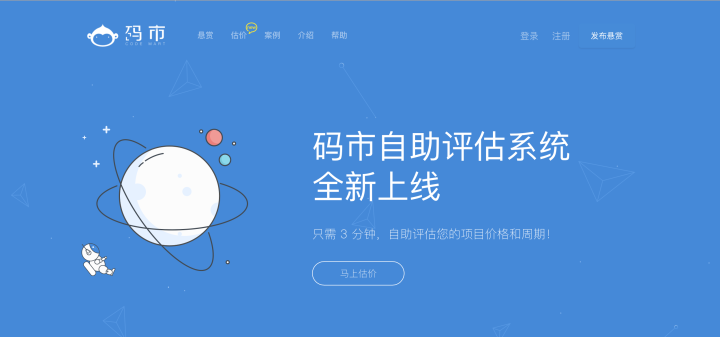 码市
CODE MART
悬赏
估价
案例
介绍
帮助
登录
注册
发布悬赏
码市自助评估系统
全新上线
只需 3 分钟，自助评估您的项目价格和周期！
马上估价